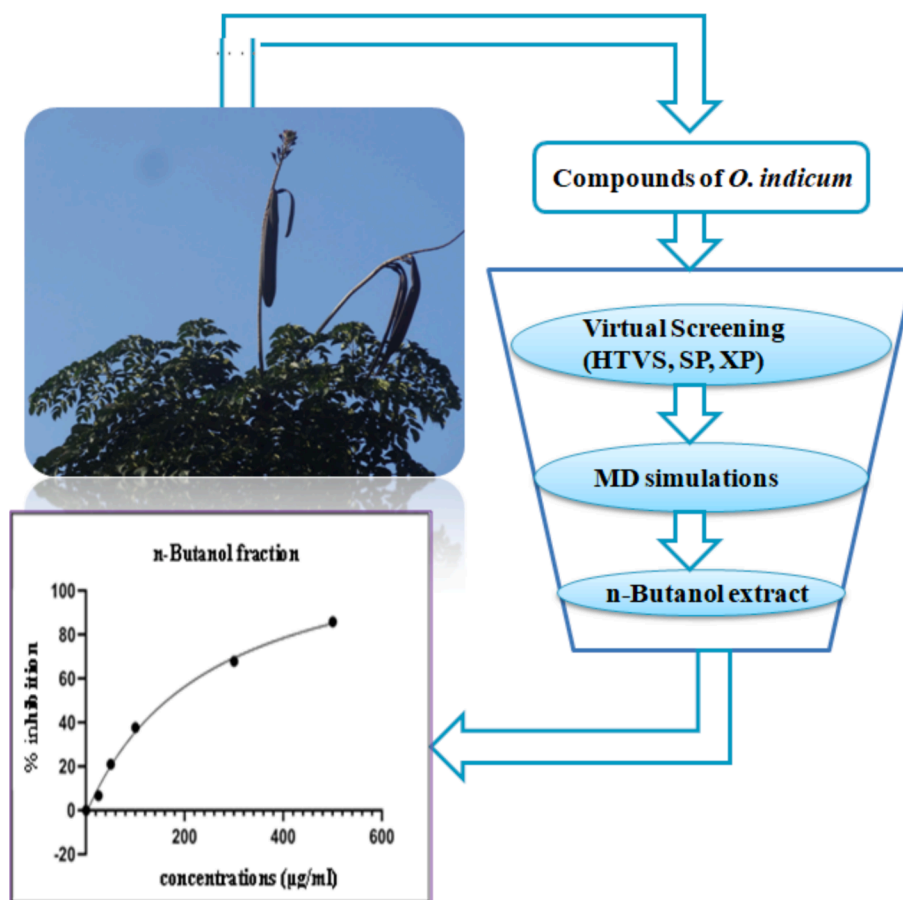 Compounds of O. indicum
Virtual Screening
(HTVS, SP, XP)
MD simulations
n-Butanol extract
n-Butanol fraction
% inhibition
100
80
60
40
20
0
-20
200
400
600
concentrations (µg/ml)